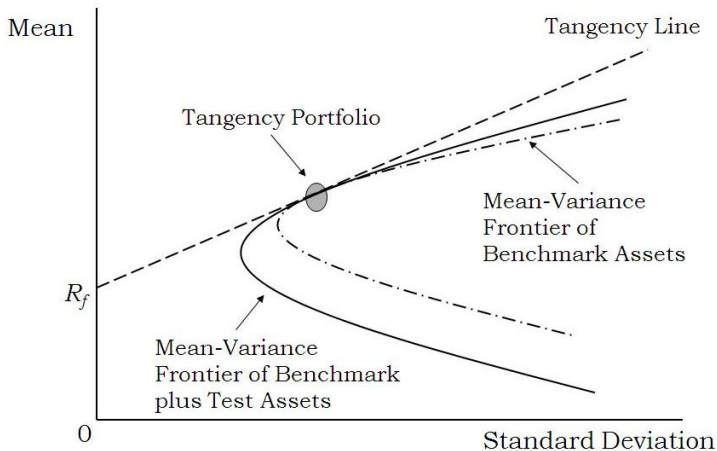 Mean
Tangency Line
Tangency Portfolio
Mean-Variance
Frontier of
Benchmark Assets
Rf
Mean-Variance
Frontier of Benchmark
plus Test Assets
0
Standard Deviation